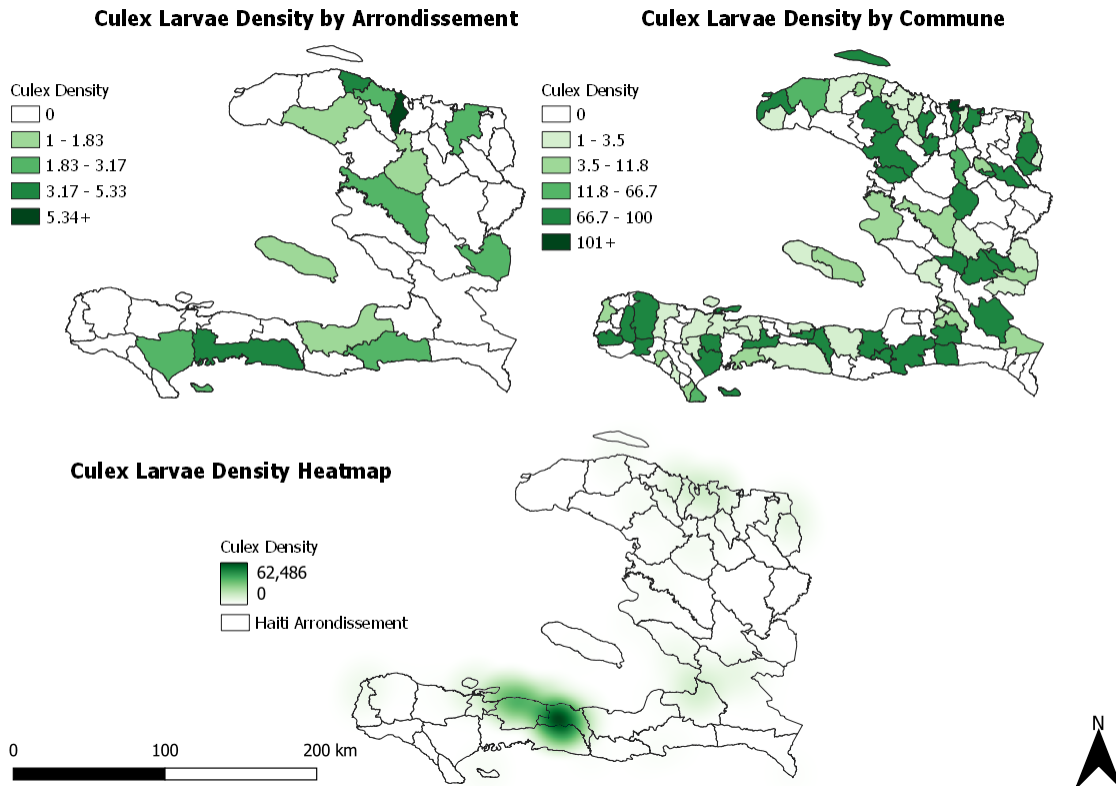 Culex Larvae Density by Arrondissement
Culex Density
0
1 - 1.83
1.83 - 3.17
3.17 - 5.33
5.34+
Culex Larvae Density by Commune
Culex Density
0
1 - 3.5
3.5 - 11.8
11.8 - 66.7
66.7 - 100
101+
Culex Larvae Density Heatmap
Culex Density
62,486
0
Haiti Arrondissement
0 100 200 km
N